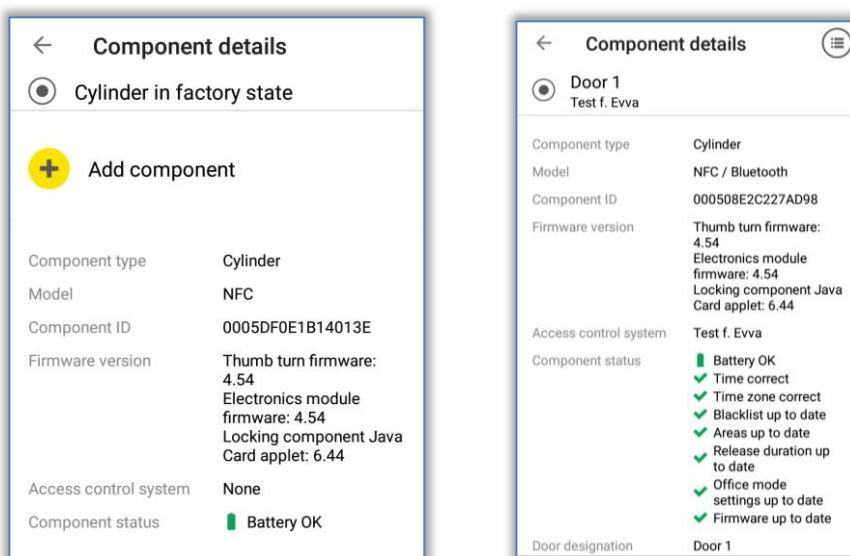 Component details
Cylinder in factory state
Add component
Component type Cylinder
Model NFC
Component ID 0005DF0E1B14013E
Firmware version Thumb turn firmware:
4.54
Electronics module
firmware: 4.54
Locking component Java
Card applet: 6.44
Access control system None
Component status Battery OK
Component details
Door 1
Test f. Evva
Component type Cylinder
Model NFC / Bluetooth
Component ID 000508E2C227AD98
Firmware version Thumb turn firmware:
4.54
Electronics module
firmware: 4.54
Locking component Java
Card applet: 6.44
Access control system Test f. Evva
Component status Battery OK
Time correct
Time zone correct
Blacklist up to date
Areas up to date
Release duration up
to date
Office mode
settings up to date
Firmware up to date
Door designation Door 1